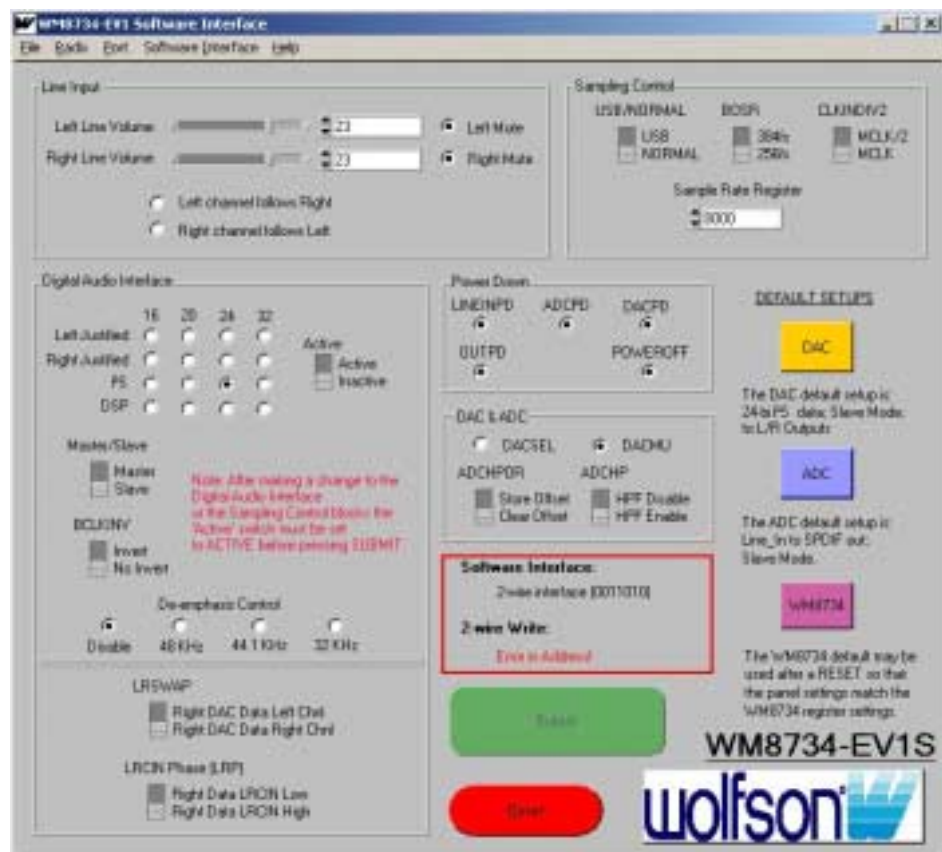 WM8734-EV1 Software Interface
File Radio Port Software Interface Help
Line Input
Left Line Volume 23 Left Mute
Right Line Volume 23 Right Mute
Left channel follows Right
Right channel follows Left
Sampling Control
USB/NORMAL BOSR CLKINDIV2
USB 384fs MCLK/2
NORMAL 256fs MCLK
Sample Rate Register
0000
Digital Audio Interface
16 20 24 32
Left Justified
Right Justified
I²S
DSP
Active
Active
Inactive
Master/Slave
Master
Slave
Note: After making a change to the
Digital Audio Interface
or the Sampling Control blocks the
'Active' switch must be set
to ACTIVE before pressing SUBMIT
BCLKINV
Invert
No Invert
De-emphasis Control
Disable 48 KHz 44.1 KHz 32 KHz
LRSWAP
Right DAC Data Left Chnl
Right DAC Data Right Chnl
LRCIN Phase (LRP)
Right Data LRCIN Low
Right Data LRCIN High
Power Down
LINEINPD ADCPD DACPD
OUTPD POWEROFF
DAC & ADC
DACSEL DACMU
ADCHPOR ADCHP
Store Offset HPF Disable
Clear Offset HPF Enable
Software Interface:
2-wire interface (0011010)
2-wire Write:
Error in Address!
Submit
Reset
DEFAULT SETUPS
DAC
The DAC default setup is:
24-bit I²S data; Slave Mode;
to L/R Outputs
ADC
The ADC default setup is:
Line_In to SPDIF out;
Slave Mode.
WM8734
The WM8734 default may be
used after a RESET so that
the panel settings match the
WM8734 register settings.
WM8734-EV1S
wolfson